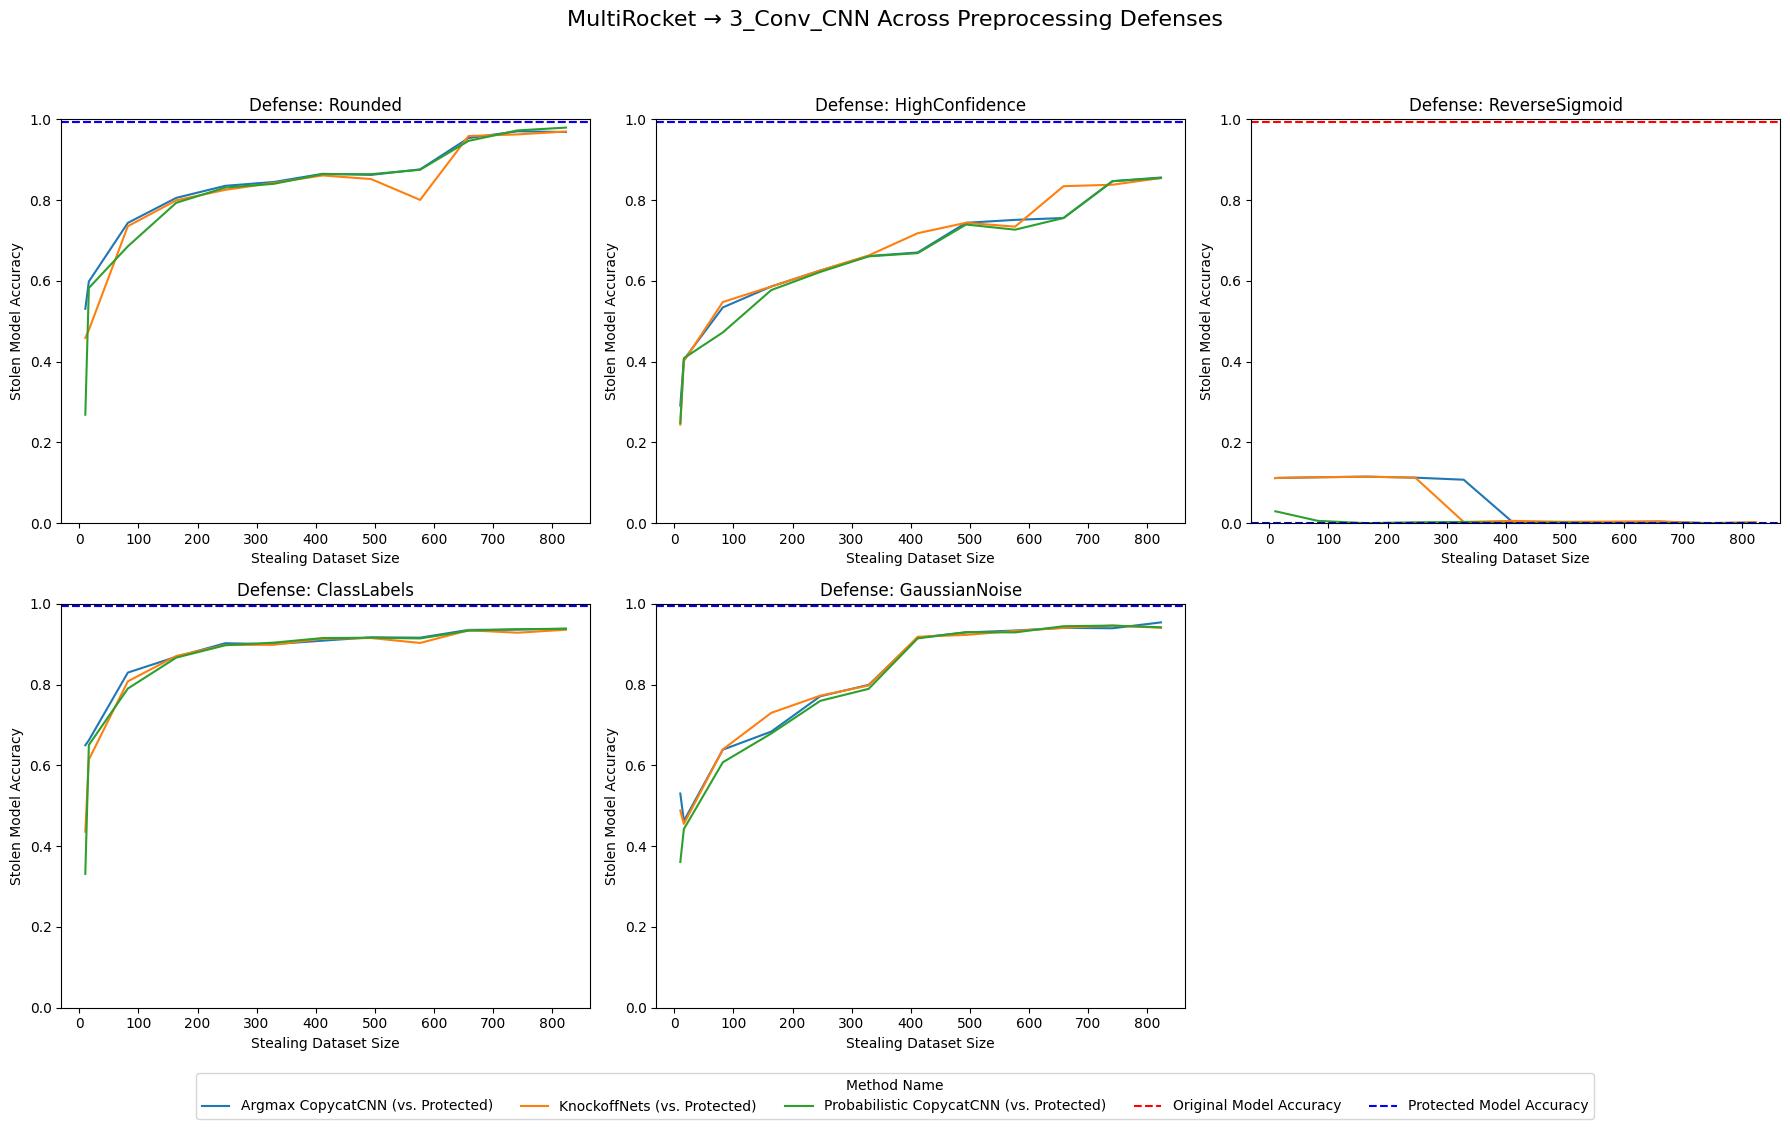 MultiRocket → 3_Conv_CNN Across Preprocessing Defenses
Defense: Rounded
Stolen Model Accuracy
1.0
0.8
0.6
0.4
0.2
0.0
0 100 200 300 400 500 600 700 800
Stealing Dataset Size
Defense: HighConfidence
Stolen Model Accuracy
1.0
0.8
0.6
0.4
0.2
0.0
0 100 200 300 400 500 600 700 800
Stealing Dataset Size
Defense: ReverseSigmoid
Stolen Model Accuracy
1.0
0.8
0.6
0.4
0.2
0.0
0 100 200 300 400 500 600 700 800
Stealing Dataset Size
Defense: ClassLabels
Stolen Model Accuracy
1.0
0.8
0.6
0.4
0.2
0.0
0 100 200 300 400 500 600 700 800
Stealing Dataset Size
Defense: GaussianNoise
Stolen Model Accuracy
1.0
0.8
0.6
0.4
0.2
0.0
0 100 200 300 400 500 600 700 800
Stealing Dataset Size
Method Name
Argmax CopycatCNN (vs. Protected) KnockoffNets (vs. Protected) Probabilistic CopycatCNN (vs. Protected) Original Model Accuracy Protected Model Accuracy